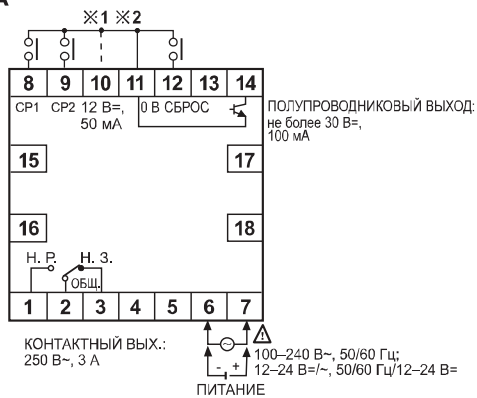 ※1 ※2
8 9 10 11 12 13 14
CP1 CP2 12 В=, 0 В СБРОС
50 мА
ПОЛУПРОВОДНИКОВЫЙ ВЫХОД:
не более 30 В=,
100 мА
15 17
16 18
Н. Р. Н. З.
ОБЩ.
1 2 3 4 5 6 7
КОНТАКТНЫЙ ВЫХ.:
250 В~, 3 А
100–240 В~, 50/60 Гц;
12–24 В=/~, 50/60 Гц/12–24 В=
- +
ПИТАНИЕ